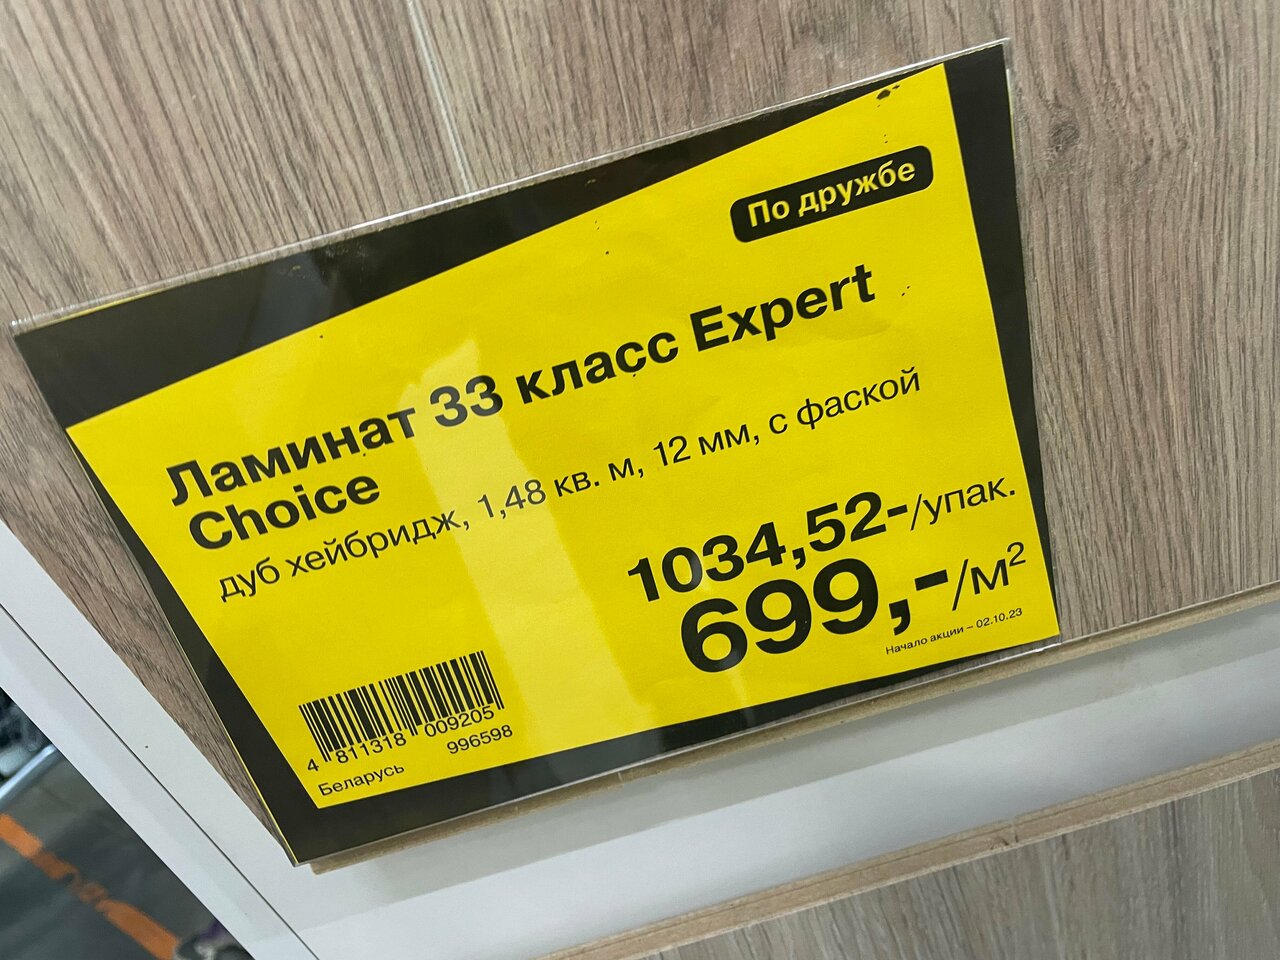 По дружбе
Ламинат 33 класс Expert
Choice
дуб хейбридж, 1,48 кв. м, 12 мм, с фаской
1034,52-/упак.
699,-/м²
Начало акции – 02.10.23
4 811318 009205
996598
Беларусь